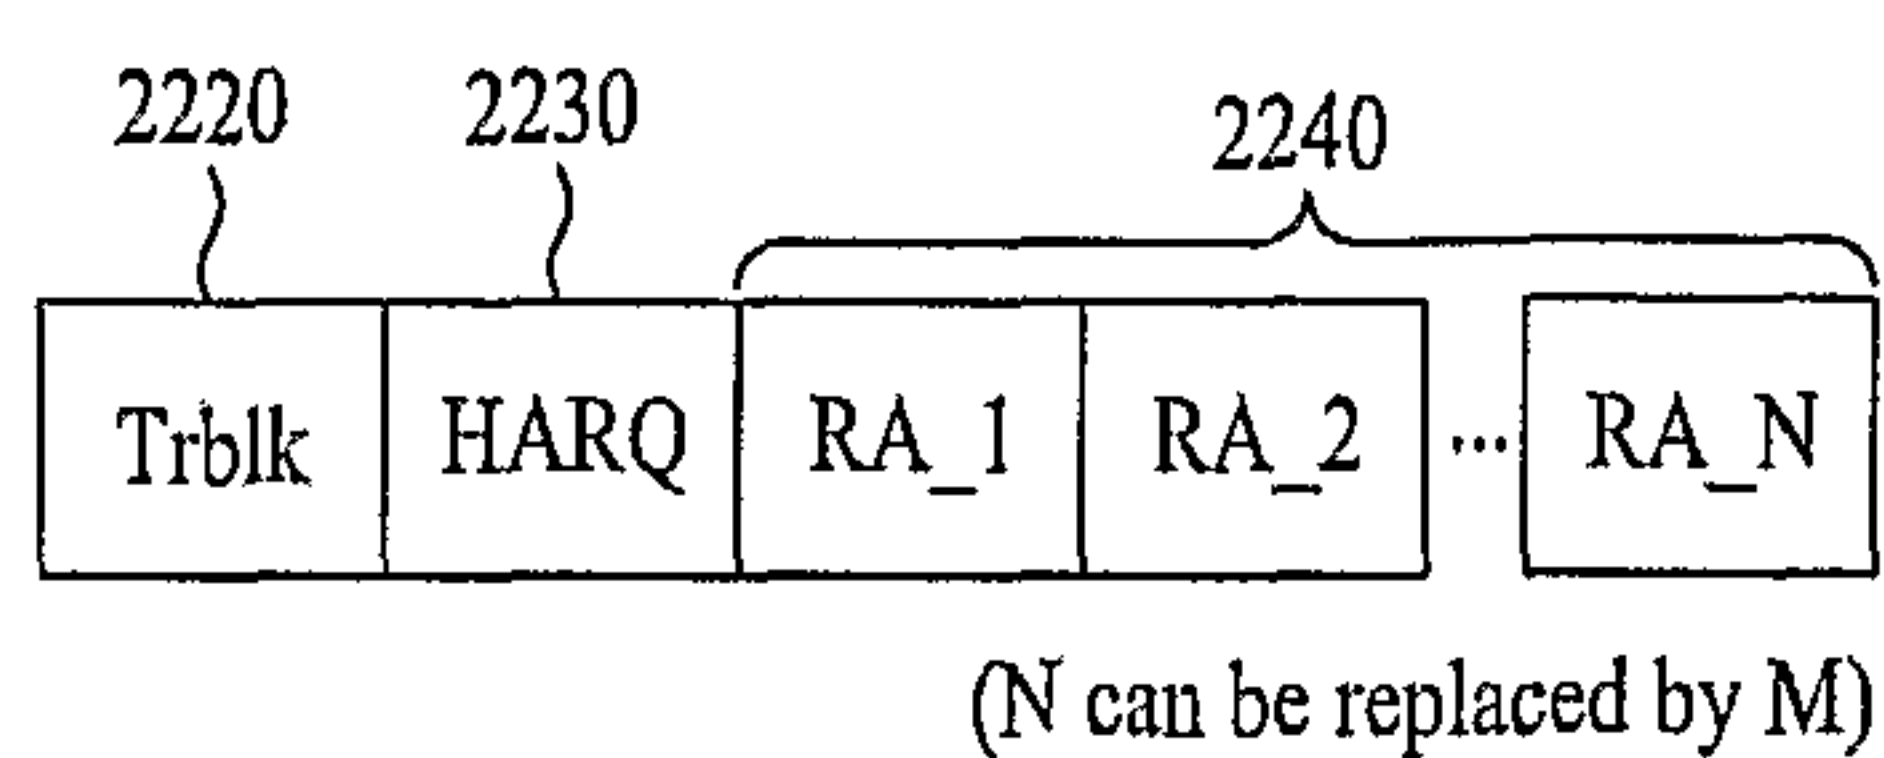 2220 2230 2240
Trblk HARQ RA_1 RA_2 ... RA_N
(N can be replaced by M)